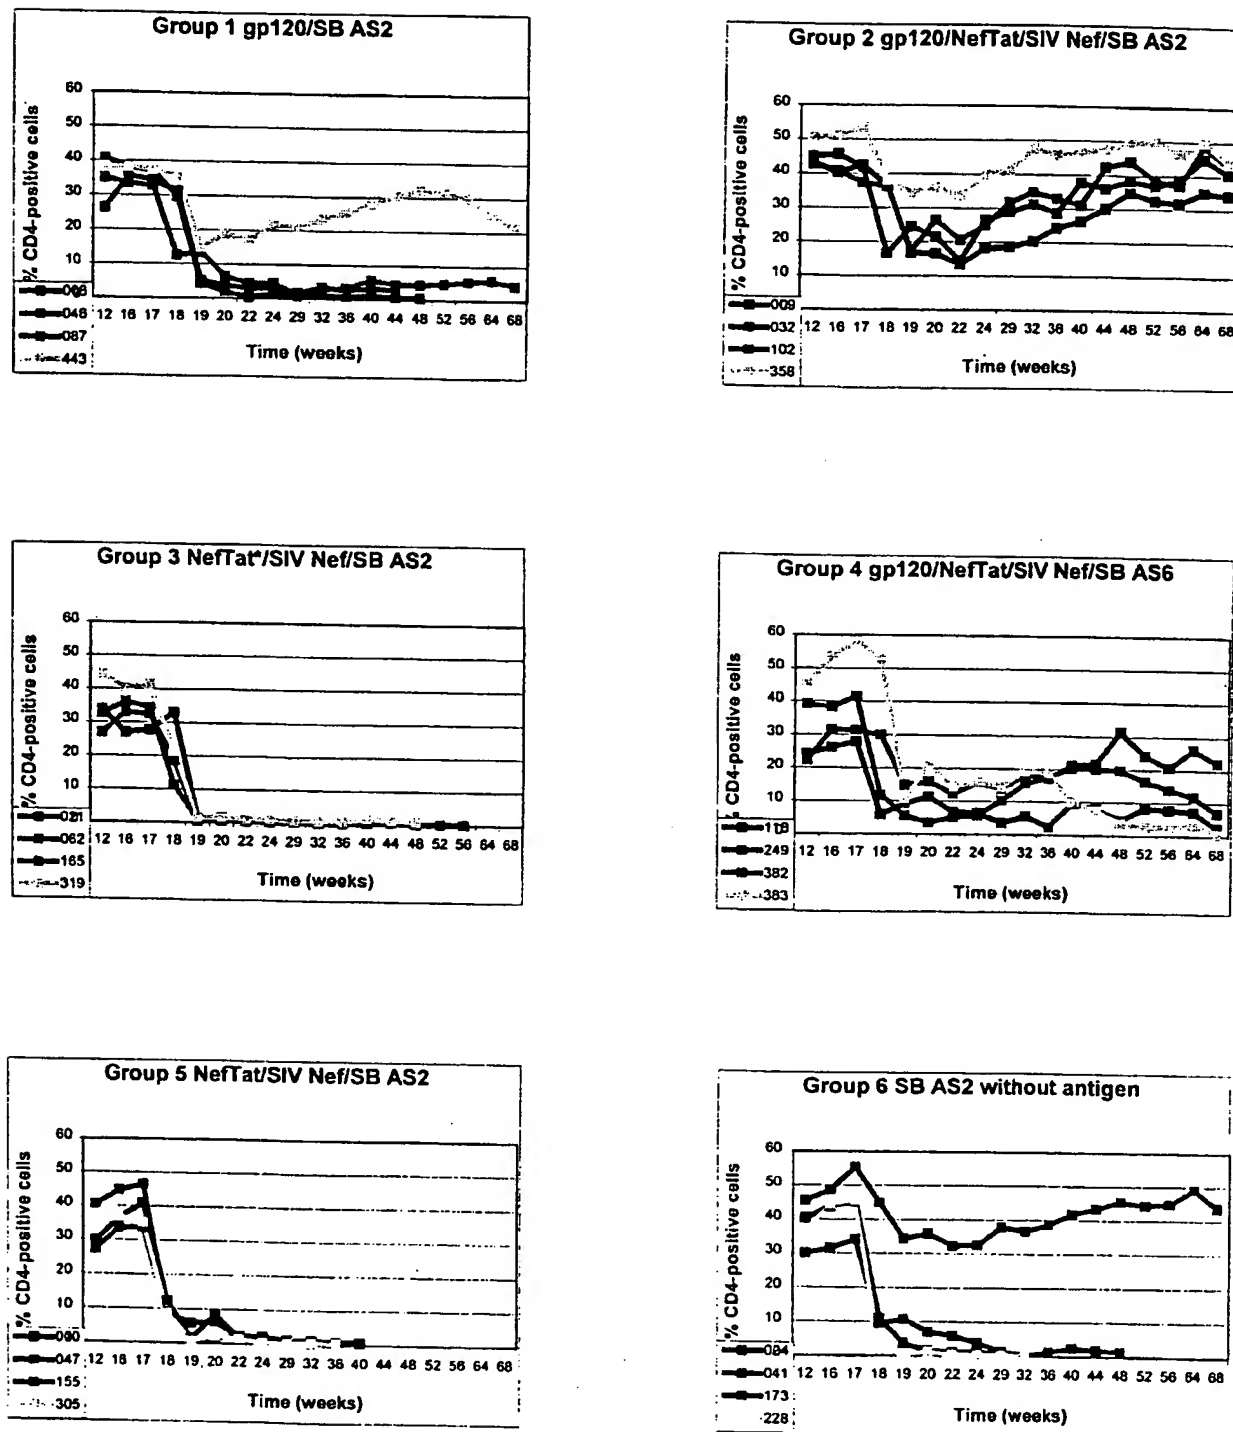 Group 1 gp120/SB AS2
% CD4-positive cells
60
50
40
30
20
10
046
087
443
12 16 17 18 19 20 22 24 29 32 36 40 44 48 52 56 64 68
Time (weeks)
Group 2 gp120/NefTat/SIV Nef/SB AS2
% CD4-positive cells
60
50
40
30
20
10
009
032
102
358
12 16 17 18 19 20 22 24 29 32 36 40 44 48 52 56 64 68
Time (weeks)
Group 3 NefTat*/SIV Nef/SB AS2
% CD4-positive cells
60
50
40
30
20
10
021
062
165
319
12 16 17 18 19 20 22 24 29 32 36 40 44 48 52 56 64 68
Time (weeks)
Group 4 gp120/NefTat/SIV Nef/SB AS6
% CD4-positive cells
60
50
40
30
20
10
118
249
382
383
12 16 17 18 19 20 22 24 29 32 36 40 44 48 52 56 64 68
Time (weeks)
Group 5 NefTat/SIV Nef/SB AS2
% CD4-positive cells
60
50
40
30
20
10
047
155
305
12 16 17 18 19 20 22 24 29 32 36 40 44 48 52 56 64 68
Time (weeks)
Group 6 SB AS2 without antigen
% CD4-positive cells
60
50
40
30
20
10
041
173
228
12 16 17 18 19 20 22 24 29 32 36 40 44 48 52 56 64 68
Time (weeks)